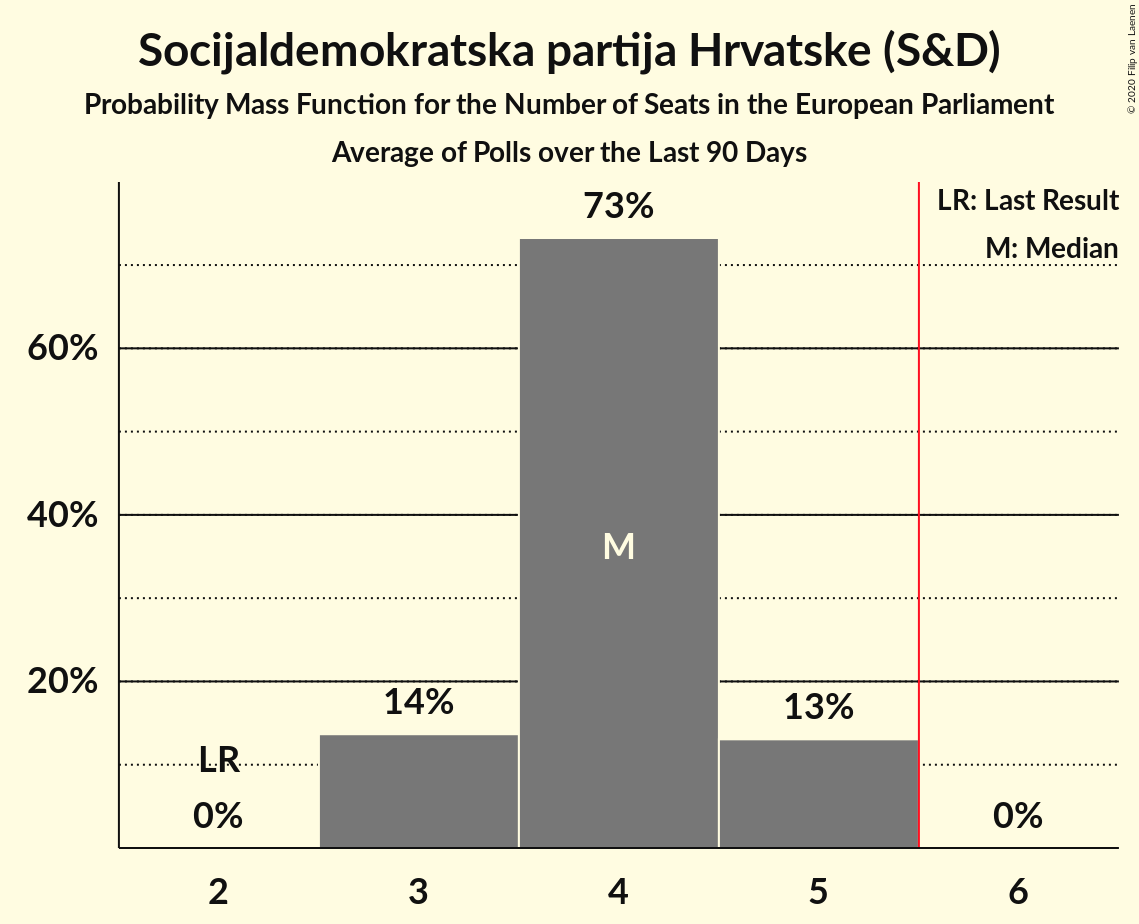 Socijaldemokratska partija Hrvatske (S&D)
Probability Mass Function for the Number of Seats in the European Parliament
Average of Polls over the Last 90 Days
© 2020 Filip van Laenen
LR: Last Result
M: Median
73%
60%
40%
M
20%
14%
13%
LR
0%
0%
2 3 4 5 6